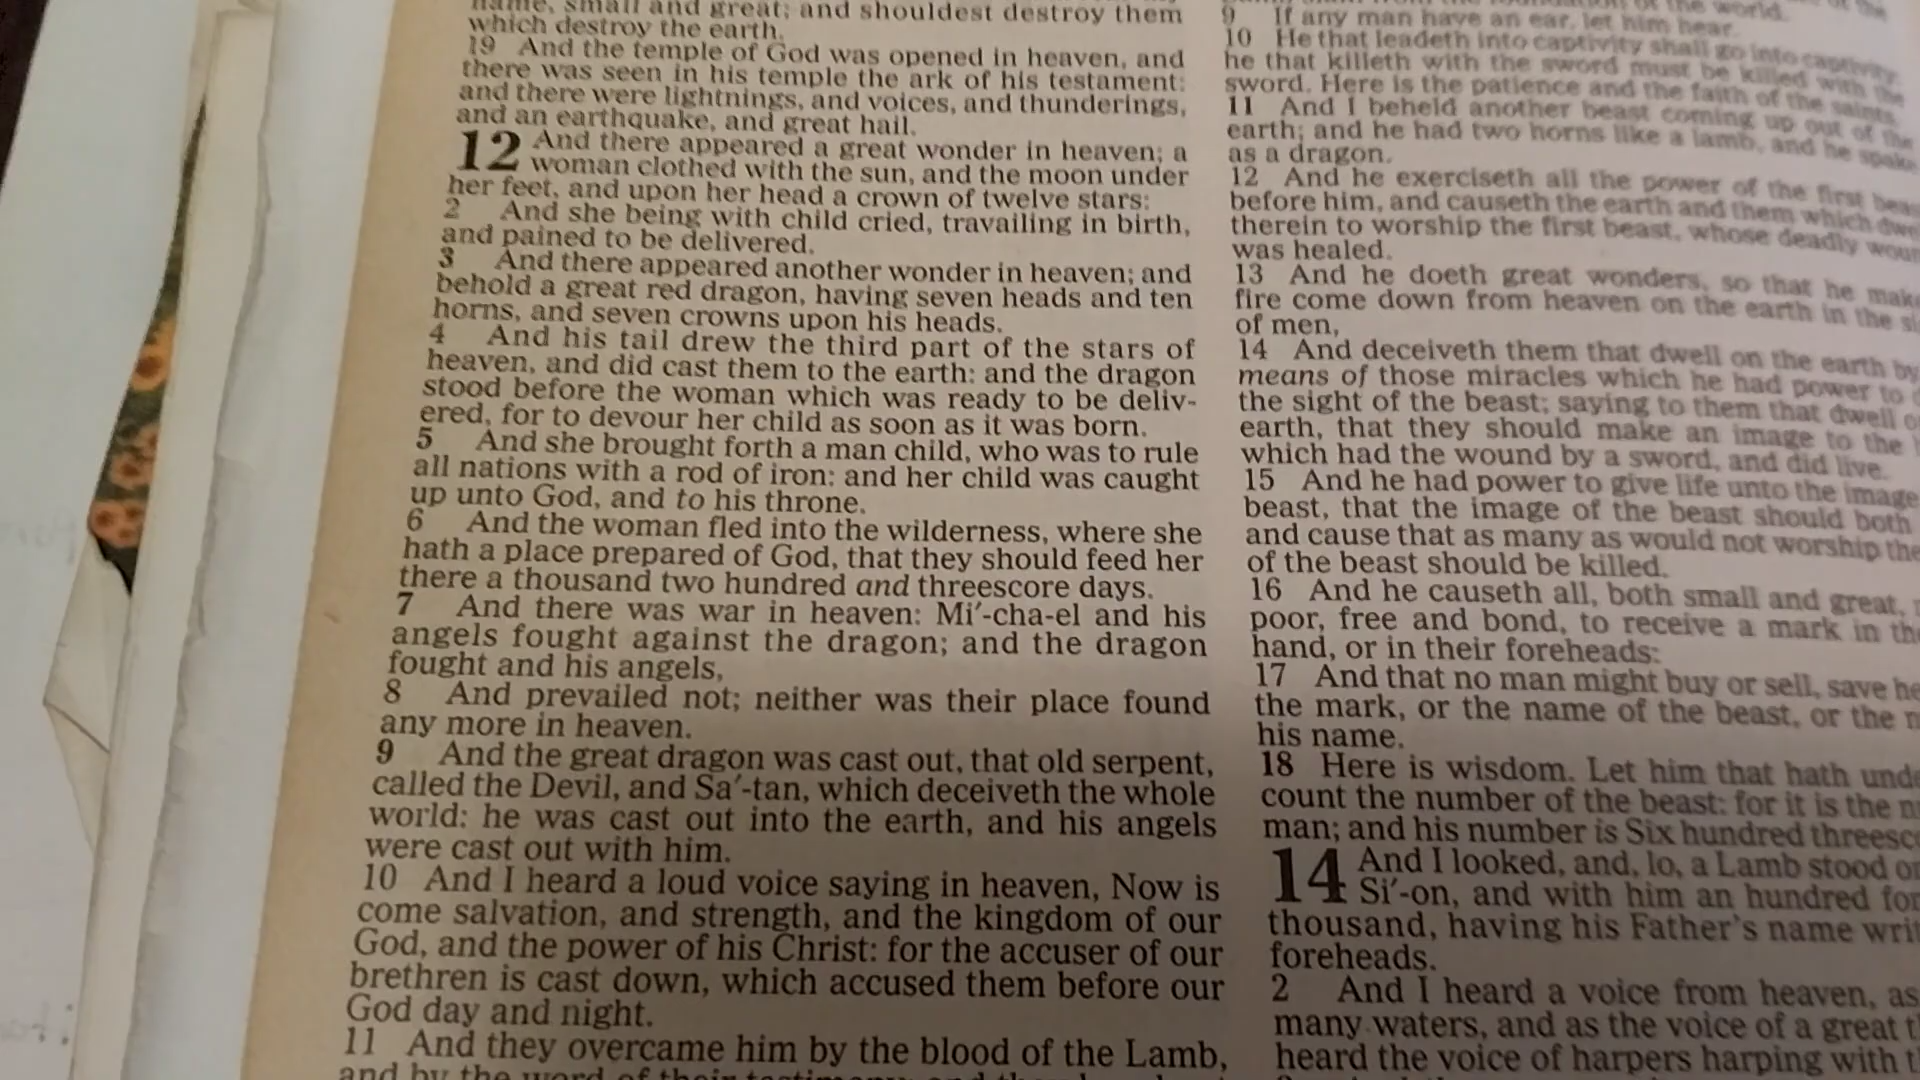 name, small and great; and shouldest destroy them
which destroy the earth.
19 And the temple of God was opened in heaven, and
there was seen in his temple the ark of his testament:
and there were lightnings, and voices, and thunderings,
and an earthquake, and great hail.
12 And there appeared a great wonder in heaven; a
woman clothed with the sun, and the moon under
her feet, and upon her head a crown of twelve stars:
2 And she being with child cried, travailing in birth,
and pained to be delivered.
3 And there appeared another wonder in heaven; and
behold a great red dragon, having seven heads and ten
horns, and seven crowns upon his heads.
4 And his tail drew the third part of the stars of
heaven, and did cast them to the earth: and the dragon
stood before the woman which was ready to be deliv-
ered, for to devour her child as soon as it was born.
5 And she brought forth a man child, who was to rule
all nations with a rod of iron: and her child was caught
up unto God, and to his throne.
6 And the woman fled into the wilderness, where she
hath a place prepared of God, that they should feed her
there a thousand two hundred and threescore days.
7 And there was war in heaven: Mi′-cha-el and his
angels fought against the dragon; and the dragon
fought and his angels,
8 And prevailed not; neither was their place found
any more in heaven.
9 And the great dragon was cast out, that old serpent,
called the Devil, and Sa′-tan, which deceiveth the whole
world: he was cast out into the earth, and his angels
were cast out with him.
10 And I heard a loud voice saying in heaven, Now is
come salvation, and strength, and the kingdom of our
God, and the power of his Christ: for the accuser of our
brethren is cast down, which accused them before our
God day and night.
11 And they overcame him by the blood of the Lamb,
and by the word of their testimony
of the world.
9 If any man have an ear, let him hear.
10 He that leadeth into captivity shall go into captivity:
he that killeth with the sword must be killed with the
sword. Here is the patience and the faith of the saints.
11 And I beheld another beast coming up out of the
earth; and he had two horns like a lamb, and he spake
as a dragon.
12 And he exerciseth all the power of the first
before him, and causeth the earth and them which
therein to worship the first beast, whose deadly
was healed.
13 And he doeth great wonders, so that he
fire come down from heaven on the earth in the
of men,
14 And deceiveth them that dwell on the earth by
means of those miracles which he had power to
the sight of the beast; saying to them that dwell
earth, that they should make an image to the
which had the wound by a sword, and did live.
15 And he had power to give life unto the image
beast, that the image of the beast should both
and cause that as many as would not worship the
of the beast should be killed.
16 And he causeth all, both small and great,
poor, free and bond, to receive a mark in
hand, or in their foreheads:
17 And that no man might buy or sell, save
the mark, or the name of the beast, or the
his name.
18 Here is wisdom. Let him that hath
count the number of the beast: for it is the
man; and his number is Six hundred
14 And I looked, and, lo, a Lamb stood
Si′-on, and with him an hundred
thousand, having his Father's name
foreheads.
2 And I heard a voice from heaven, as
many waters, and as the voice of a great
heard the voice of harpers harping with